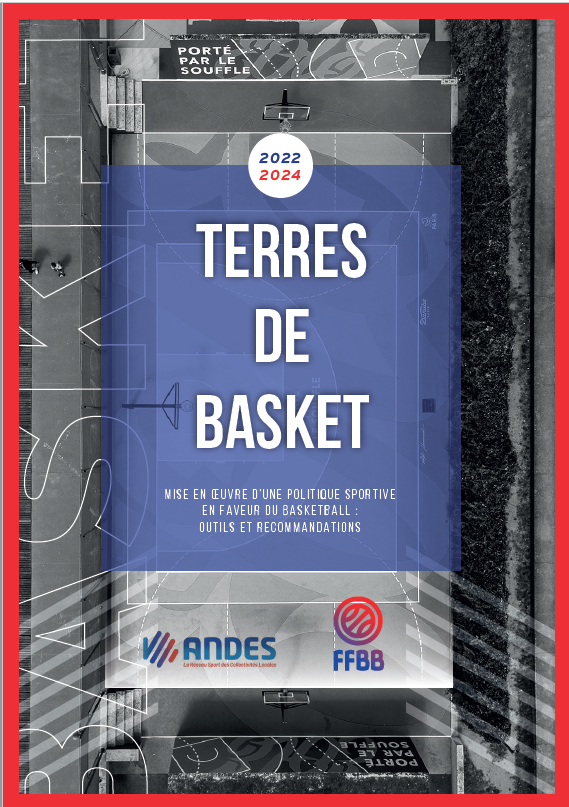 PORTÉ
PAR LE
SOUFFLE
2022
2024
TERRES
DE
BASKET
MISE EN ŒUVRE D'UNE POLITIQUE SPORTIVE
EN FAVEUR DU BASKETBALL :
OUTILS ET RECOMMANDATIONS
ANDES
Le Réseau Sport des Collectivités Locales
FFBB
PORTÉ
PAR LE
SOUFFLE
BASKET